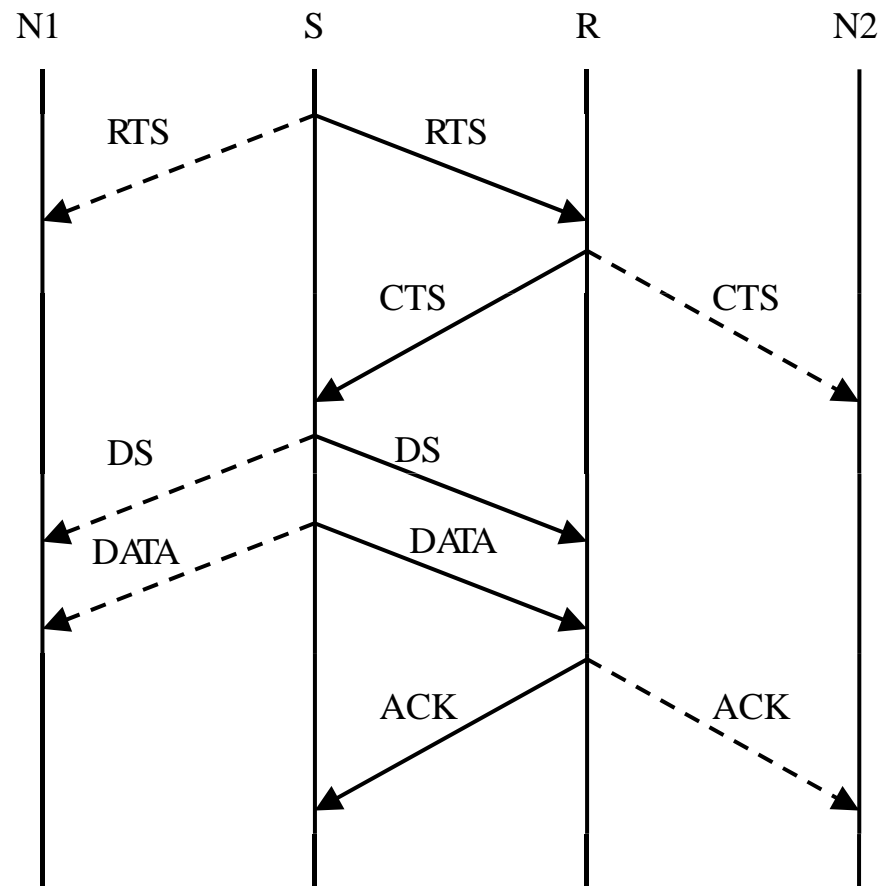 N1 S R N2
RTS RTS
CTS CTS
DS DS
DATA DATA
ACK ACK